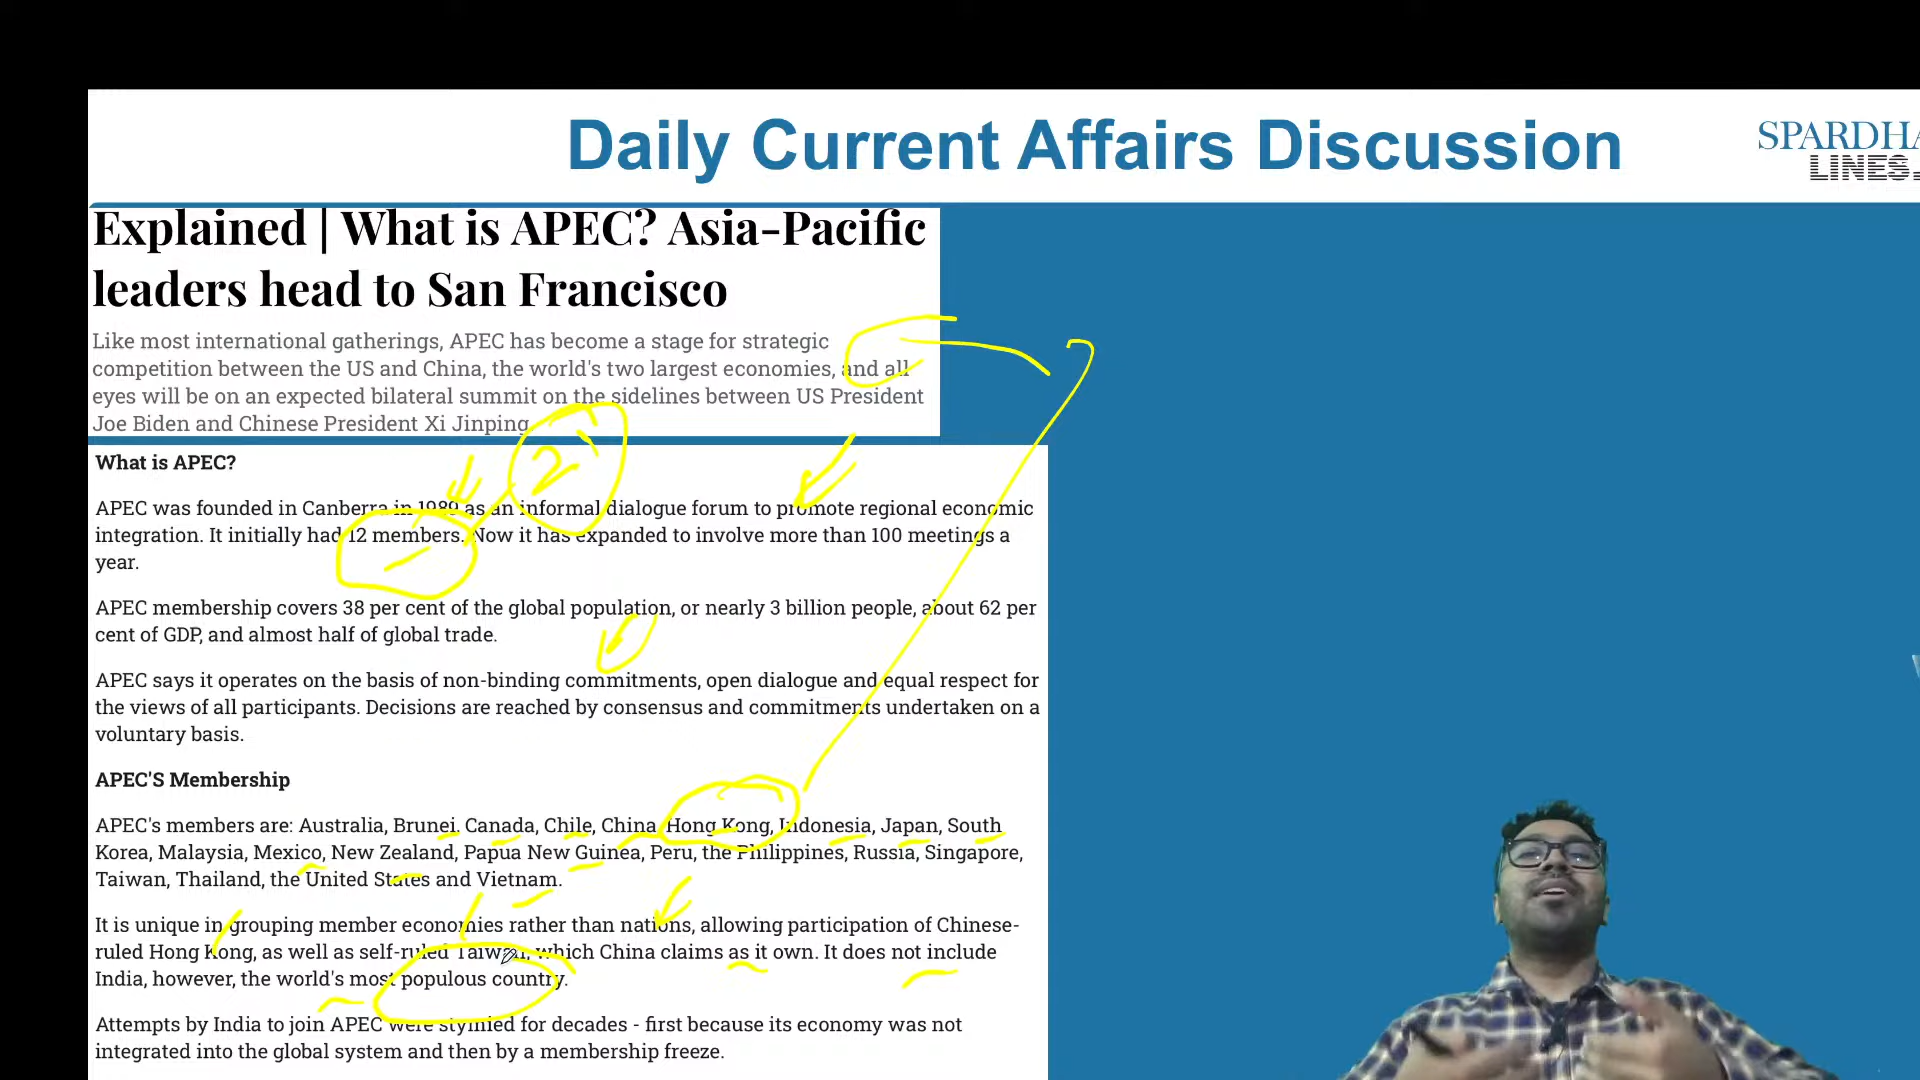 Daily Current Affairs Discussion
SPARDHA
LINES.
Explained | What is APEC? Asia-Pacific
leaders head to San Francisco
Like most international gatherings, APEC has become a stage for strategic
competition between the US and China, the world's two largest economies, and all
eyes will be on an expected bilateral summit on the sidelines between US President
Joe Biden and Chinese President Xi Jinping.
21
What is APEC?
APEC was founded in Canberra in 1989 as an informal dialogue forum to promote regional economic
integration. It initially had 12 members. Now it has expanded to involve more than 100 meetings a
year.
APEC membership covers 38 per cent of the global population, or nearly 3 billion people, about 62 per
cent of GDP, and almost half of global trade.
APEC says it operates on the basis of non-binding commitments, open dialogue and equal respect for
the views of all participants. Decisions are reached by consensus and commitments undertaken on a
voluntary basis.
APEC'S Membership
APEC's members are: Australia, Brunei, Canada, Chile, China, Hong Kong, Indonesia, Japan, South
Korea, Malaysia, Mexico, New Zealand, Papua New Guinea, Peru, the Philippines, Russia, Singapore,
Taiwan, Thailand, the United States and Vietnam.
It is unique in grouping member economies rather than nations, allowing participation of Chinese-
ruled Hong Kong, as well as self-ruled Taiwan, which China claims as it own. It does not include
India, however, the world's most populous country.
Attempts by India to join APEC were stymied for decades - first because its economy was not
integrated into the global system and then by a membership freeze.